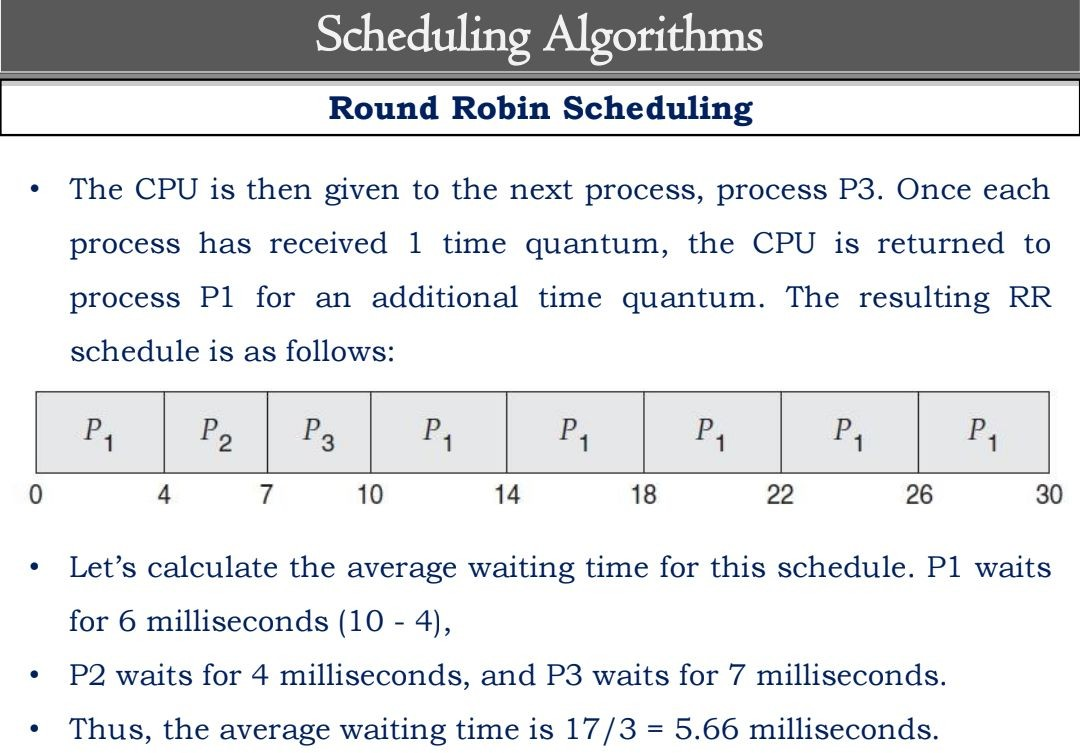 Scheduling Algorithms
Round Robin Scheduling
• The CPU is then given to the next process, process P3. Once each
process has received 1 time quantum, the CPU is returned to
process P1 for an additional time quantum. The resulting RR
schedule is as follows:
P1 P2 P3 P1 P1 P1 P1 P1
0 4 7 10 14 18 22 26 30
• Let’s calculate the average waiting time for this schedule. P1 waits
for 6 milliseconds (10 - 4),
• P2 waits for 4 milliseconds, and P3 waits for 7 milliseconds.
• Thus, the average waiting time is 17/3 = 5.66 milliseconds.